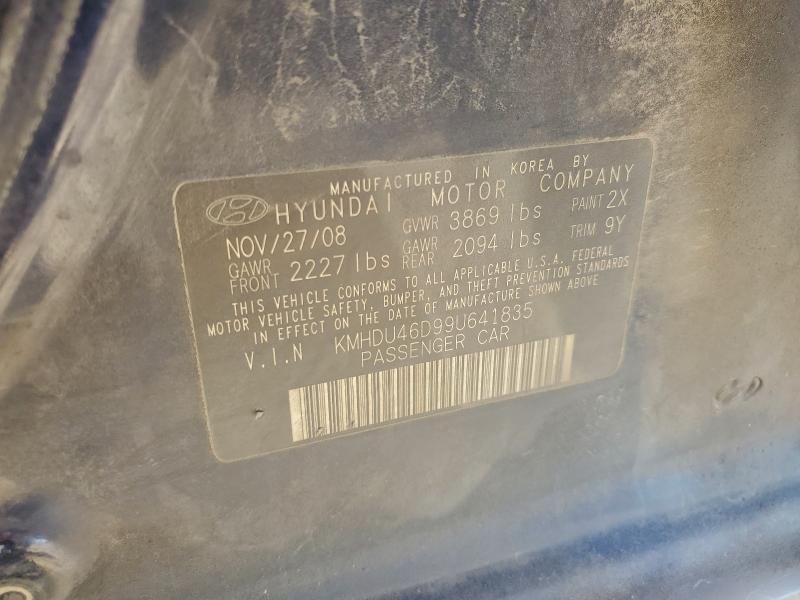 MANUFACTURED IN KOREA BY
HYUNDAI MOTOR COMPANY
NOV/27/08 GVWR 3869 lbs PAINT 2X
GAWR FRONT 2227 lbs GAWR REAR 2094 lbs TRIM 9Y
THIS VEHICLE CONFORMS TO ALL APPLICABLE U.S.A. FEDERAL
MOTOR VEHICLE SAFETY, BUMPER, AND THEFT PREVENTION STANDARDS
IN EFFECT ON THE DATE OF MANUFACTURE SHOWN ABOVE
V.I.N KMHDU46D99U641835
PASSENGER CAR